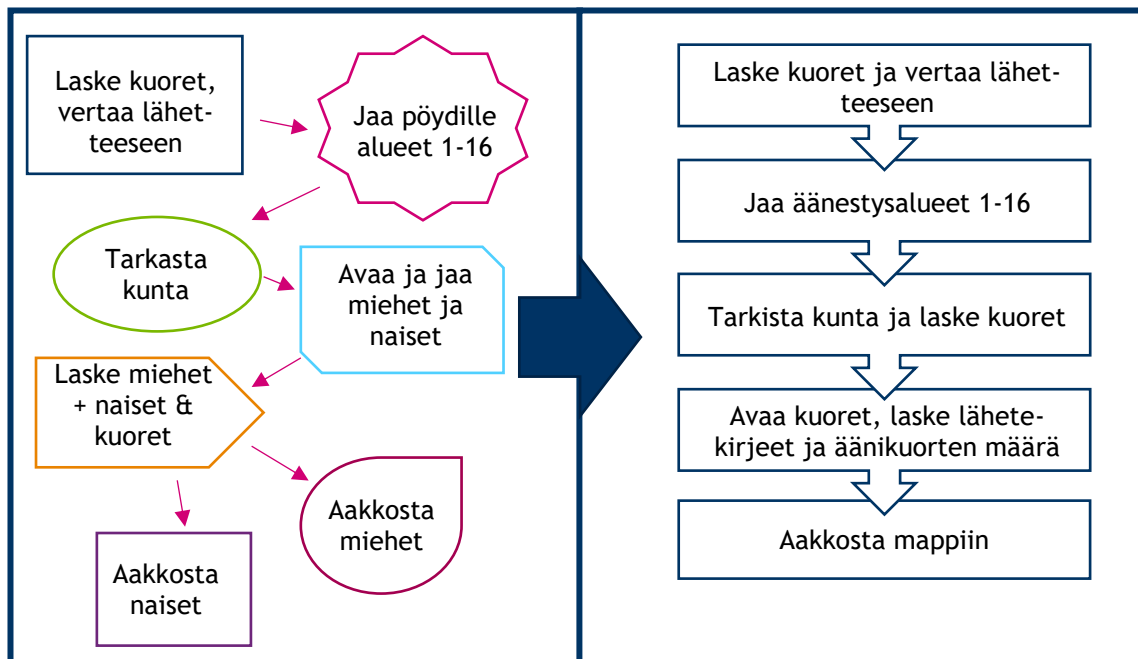 Laske kuoret,
vertaa lähet-
teeseen
Jaa pöydille
alueet 1-16
Tarkasta
kunta
Avaa ja jaa
miehet ja
naiset
Laske miehet
+ naiset &
kuoret
Aakkosta
miehet
Aakkosta
naiset
Laske kuoret ja vertaa lähet-
teeseen
Jaa äänestysalueet 1-16
Tarkista kunta ja laske kuoret
Avaa kuoret, laske lähete-
kirjeet ja äänikuorten määrä
Aakkosta mappiin